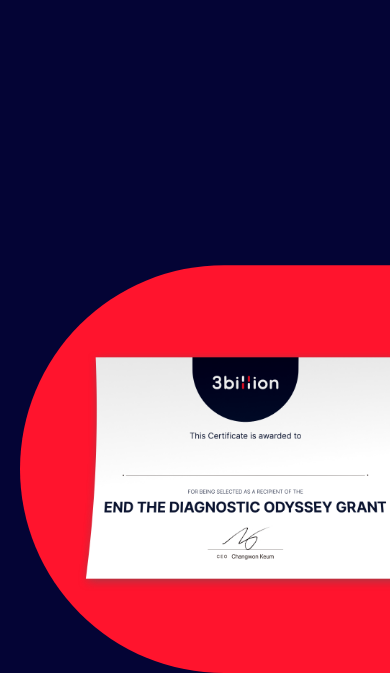 3billion
This Certificate is awarded to
FOR BEING SELECTED AS A RECIPIENT OF THE
END THE DIAGNOSTIC ODYSSEY GRANT
CEO Changwon Keum